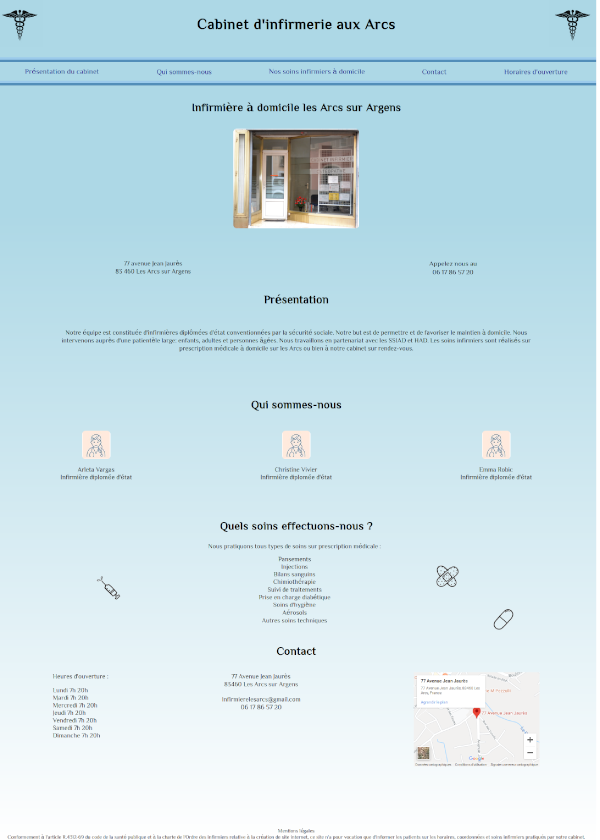 Cabinet d'infirmerie aux Arcs
Présentation du cabinet
Qui sommes-nous
Nos soins infirmiers à domicile
Contact
Horaires d'ouverture
Infirmière à domicile les Arcs sur Argens
77 avenue Jean Jaurès
83 460 Les Arcs sur Argens
Appelez nous au
06 17 86 57 20
Présentation
Notre équipe est constituée d'infirmières diplômées d'état conventionnées par la sécurité sociale. Notre but est de permettre et de favoriser le maintien à domicile. Nous
intervenons auprès d'une patientèle large: enfants, adultes et personnes âgées. Nous travaillons en partenariat avec les SSIAD et HAD. Les soins infirmiers sont réalisés sur
prescription médicale à domicile sur les Arcs ou bien à notre cabinet sur rendez-vous.
Qui sommes-nous
Arleta Vargas
Infirmière diplomée d'état
Christine Vivier
Infirmière diplomée d'état
Emma Robic
Infirmière diplomée d'état
Quels soins effectuons-nous ?
Nous pratiquons tous types de soins sur prescription médicale :
Pansements
Injections
Bilans sanguins
Chimiothérapie
Suivi de traitements
Prise en charge diabétique
Soins d'hygiène
Aérosols
Autres soins techniques
Contact
Heures d'ouverture :
Lundi 7h 20h
Mardi 7h 20h
Mercredi 7h 20h
Jeudi 7h 20h
Vendredi 7h 20h
Samedi 7h 20h
Dimanche 7h 20h
77 Avenue Jean Jaurès
83460 Les Arcs sur Argens
infirmierelesarcs@gmail.com
06 17 86 57 20
77 Avenue Jean Jaurès
77 Avenue Jean Jaurès, 83460 Les
Arcs, France
Agrandir le plan
77 Avenue Jean Jaurès
Google
Mentions légales
Conformément à l'article R.4312-69 du code de la santé publique et à la charte de l'Ordre des infirmiers relative à la création de site internet, ce site n'a pour vocation que d'informer les patients sur les horaires, coordonnées et soins infirmiers pratiqués par notre cabinet.